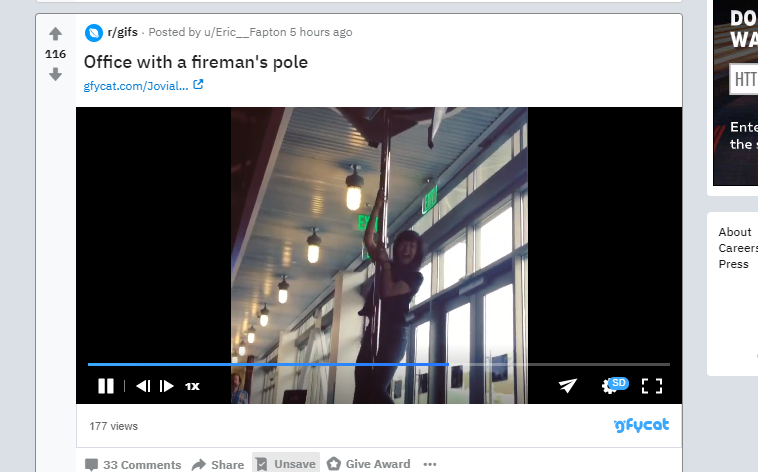 r/gifs · Posted by u/Eric__Fapton 5 hours ago
116
Office with a fireman's pole
gfycat.com/Jovial...
EXIT
1X
SD
177 views
gfycat
33 Comments
Share
Unsave
Give Award
DO
WA
HTT
Ente
the s
About
Careers
Press